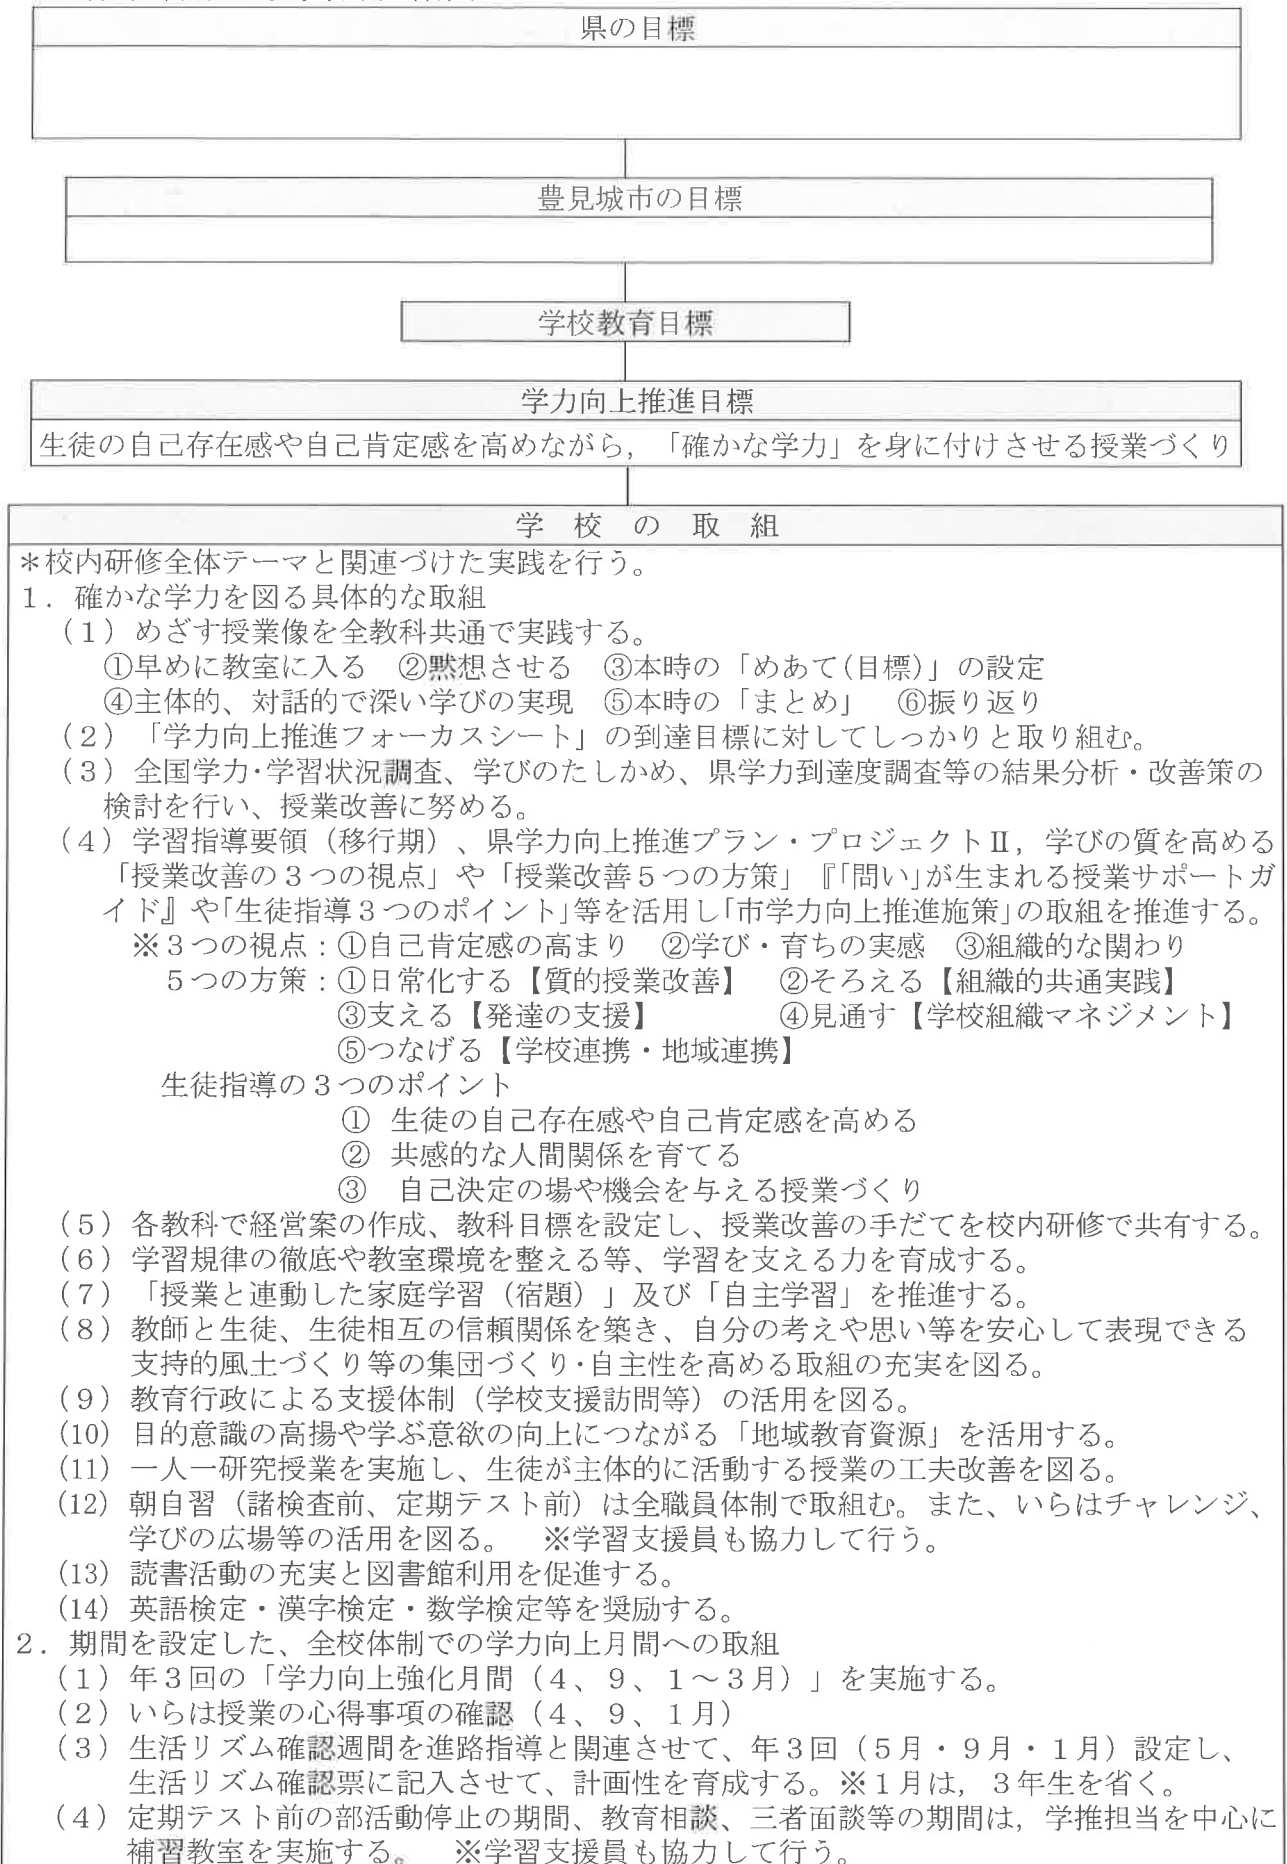 県の目標
豊見城市の目標
学校教育目標
学力向上推進目標
生徒の自己存在感や自己肯定感を高めながら,「確かな学力」を身に付けさせる授業づくり
学校の取組
*校内研修全体テーマと関連づけた実践を行う。
1.確かな学力を図る具体的な取組
(1)めざす授業像を全教科共通で実践する。
①早めに教室に入る ②黙想させる ③本時の「めあて(目標)」の設定
④主体的、対話的で深い学びの実現 ⑤本時の「まとめ」 ⑥振り返り
(2)「学力向上推進フォーカスシート」の到達目標に対してしっかりと取り組む。
(3)全国学力・学習状況調査、学びのたしかめ、県学力到達度調査等の結果分析・改善策の
検討を行い、授業改善に努める。
(4)学習指導要領(移行期)、県学力向上推進プラン・プロジェクトⅡ,学びの質を高める
「授業改善の3つの視点」や「授業改善5つの方策」『「問い」が生まれる授業サポートガ
イド』や「生徒指導3つのポイント」等を活用し「市学力向上推進施策」の取組を推進する。
※3つの視点:①自己肯定感の高まり ②学び・育ちの実感 ③組織的な関わり
5つの方策:①日常化する【質的授業改善】 ②そろえる【組織的共通実践】
③支える【発達の支援】 ④見通す【学校組織マネジメント】
⑤つなげる【学校連携・地域連携】
生徒指導の3つのポイント
① 生徒の自己存在感や自己肯定感を高める
② 共感的な人間関係を育てる
③ 自己決定の場や機会を与える授業づくり
(5)各教科で経営案の作成、教科目標を設定し、授業改善の手だてを校内研修で共有する。
(6)学習規律の徹底や教室環境を整える等、学習を支える力を育成する。
(7)「授業と連動した家庭学習(宿題)」及び「自主学習」を推進する。
(8)教師と生徒、生徒相互の信頼関係を築き、自分の考えや思い等を安心して表現できる
支持的風土づくり等の集団づくり・自主性を高める取組の充実を図る。
(9)教育行政による支援体制(学校支援訪問等)の活用を図る。
(10)目的意識の高揚や学ぶ意欲の向上につながる「地域教育資源」を活用する。
(11)一人一研究授業を実施し、生徒が主体的に活動する授業の工夫改善を図る。
(12)朝自習(諸検査前、定期テスト前)は全職員体制で取組む。また、いらはチャレンジ、
学びの広場等の活用を図る。 ※学習支援員も協力して行う。
(13)読書活動の充実と図書館利用を促進する。
(14)英語検定・漢字検定・数学検定等を奨励する。
2.期間を設定した、全校体制での学力向上月間への取組
(1)年3回の「学力向上強化月間(4、9、1~3月)」を実施する。
(2)いらは授業の心得事項の確認(4、9、1月)
(3)生活リズム確認週間を進路指導と関連させて、年3回(5月・9月・1月)設定し、
生活リズム確認票に記入させて、計画性を育成する。※1月は,3年生を省く。
(4)定期テスト前の部活動停止の期間、教育相談、三者面談等の期間は,学推担当を中心に
補習教室を実施する。 ※学習支援員も協力して行う。